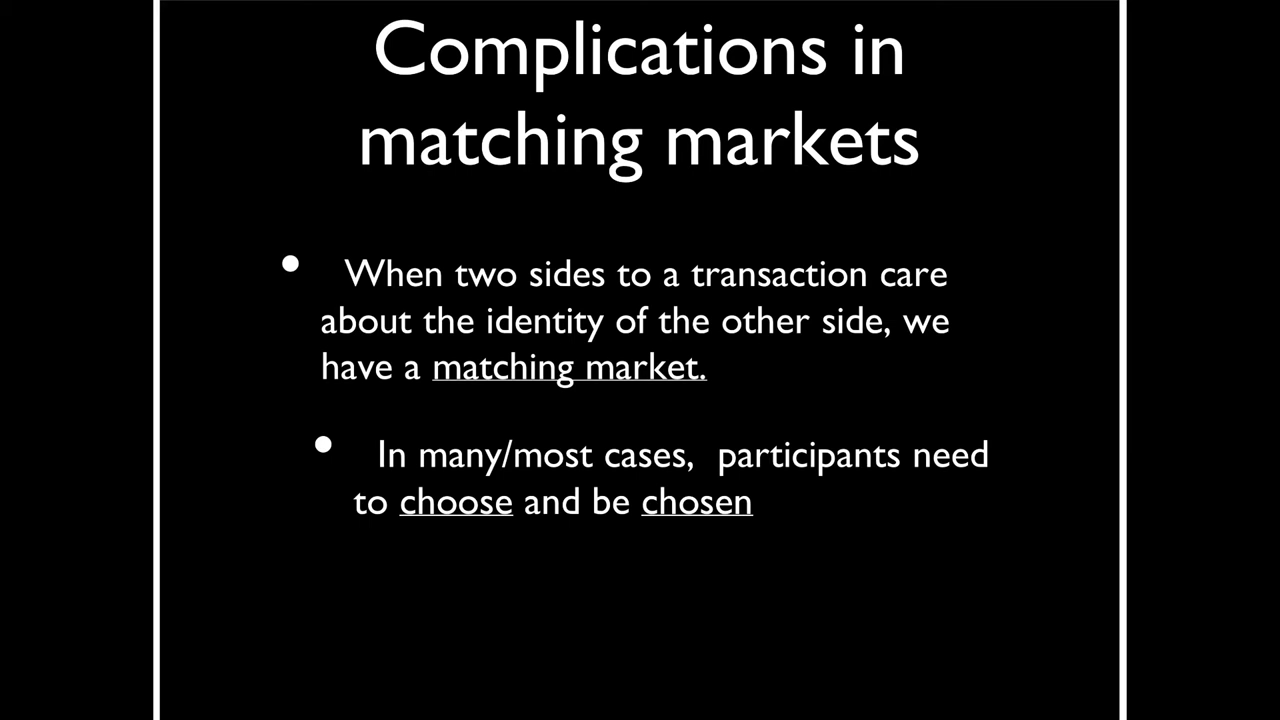 Complications in
matching markets
• When two sides to a transaction care
about the identity of the other side, we
have a matching market.
• In many/most cases, participants need
to choose and be chosen